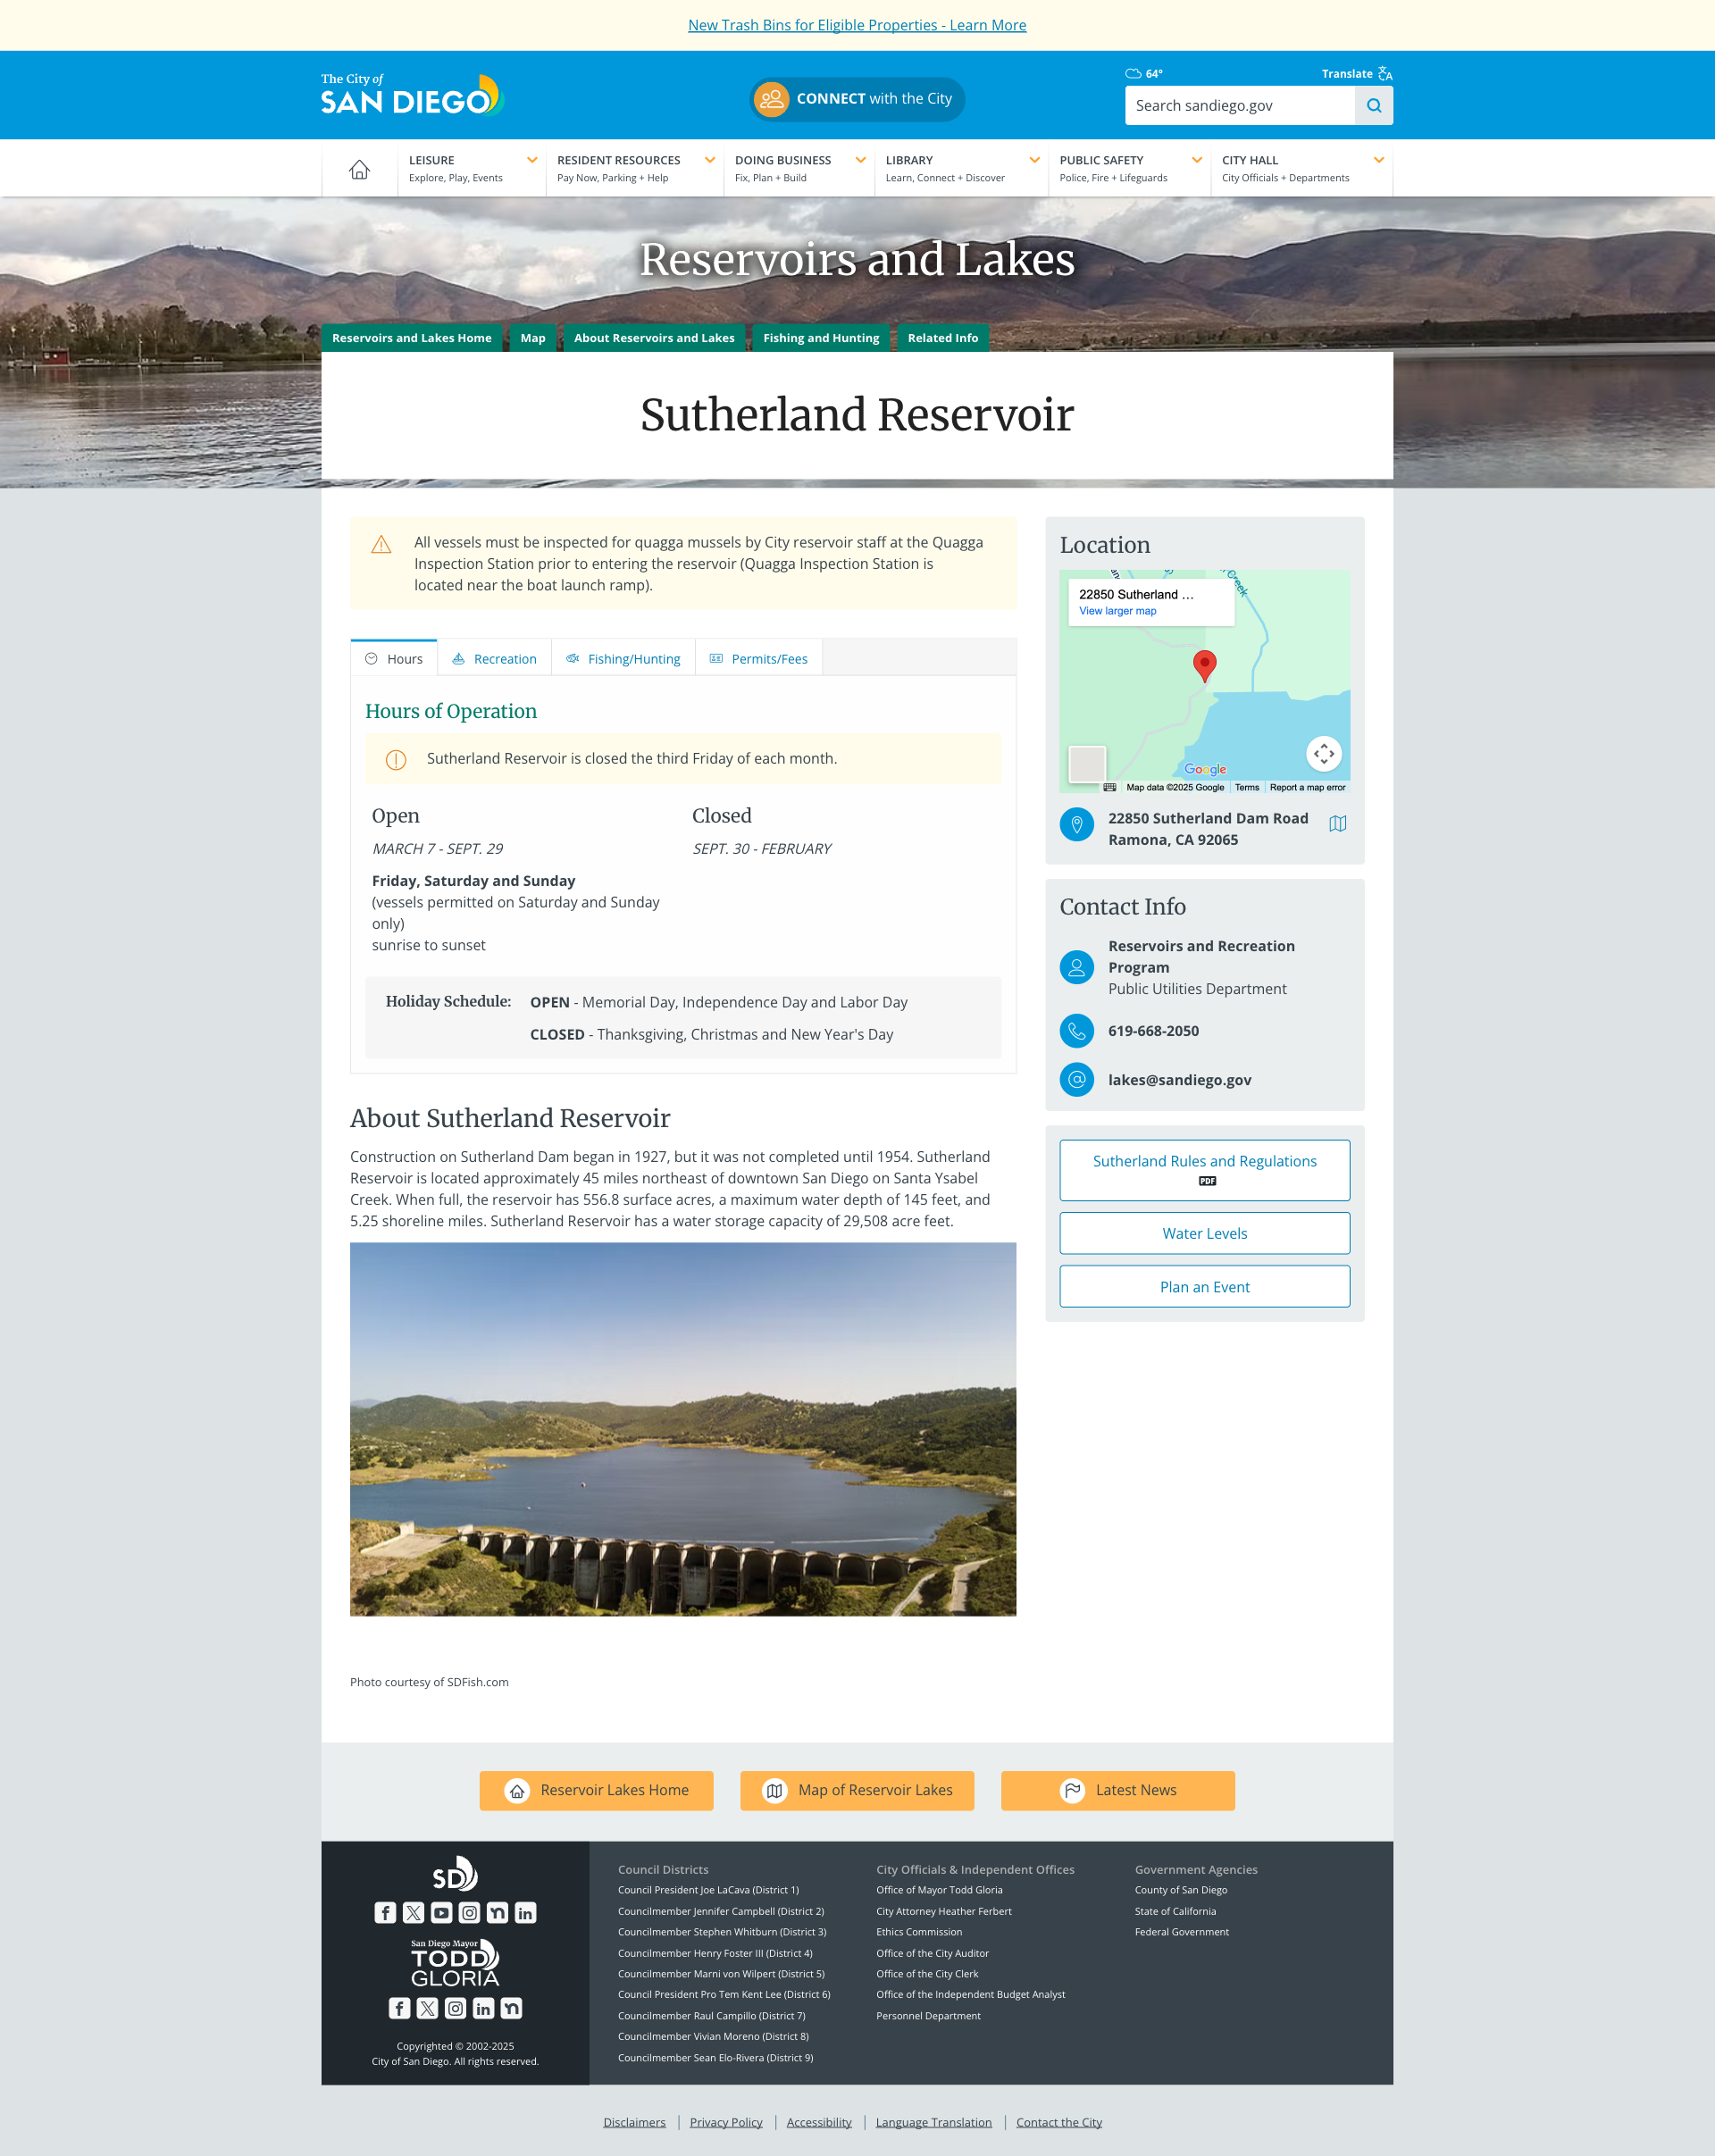 New Trash Bins for Eligible Properties - Learn More
The City of
SAN DIEGO
CONNECT with the City
64°
Translate
Search sandiego.gov
LEISURE
Explore, Play, Events
RESIDENT RESOURCES
Pay Now, Parking + Help
DOING BUSINESS
Fix, Plan + Build
LIBRARY
Learn, Connect + Discover
PUBLIC SAFETY
Police, Fire + Lifeguards
CITY HALL
City Officials + Departments
Reservoirs and Lakes
Reservoirs and Lakes Home
Map
About Reservoirs and Lakes
Fishing and Hunting
Related Info
Sutherland Reservoir
All vessels must be inspected for quagga mussels by City reservoir staff at the Quagga
Inspection Station prior to entering the reservoir (Quagga Inspection Station is
located near the boat launch ramp).
Hours
Recreation
Fishing/Hunting
Permits/Fees
Hours of Operation
Sutherland Reservoir is closed the third Friday of each month.
Open
MARCH 7 - SEPT. 29
Friday, Saturday and Sunday
(vessels permitted on Saturday and Sunday
only)
sunrise to sunset
Closed
SEPT. 30 - FEBRUARY
Holiday Schedule:
OPEN - Memorial Day, Independence Day and Labor Day
CLOSED - Thanksgiving, Christmas and New Year's Day
About Sutherland Reservoir
Construction on Sutherland Dam began in 1927, but it was not completed until 1954. Sutherland
Reservoir is located approximately 45 miles northeast of downtown San Diego on Santa Ysabel
Creek. When full, the reservoir has 556.8 surface acres, a maximum water depth of 145 feet, and
5.25 shoreline miles. Sutherland Reservoir has a water storage capacity of 29,508 acre feet.
Photo courtesy of SDFish.com
Location
22850 Sutherland ...
View larger map
Creek
Google
Map data ©2025 Google
Terms
Report a map error
22850 Sutherland Dam Road
Ramona, CA 92065
Contact Info
Reservoirs and Recreation
Program
Public Utilities Department
619-668-2050
lakes@sandiego.gov
Sutherland Rules and Regulations
PDF
Water Levels
Plan an Event
Reservoir Lakes Home
Map of Reservoir Lakes
Latest News
SD
San Diego Mayor
TODD
GLORIA
Copyrighted © 2002-2025
City of San Diego. All rights reserved.
Council Districts
Council President Joe LaCava (District 1)
Councilmember Jennifer Campbell (District 2)
Councilmember Stephen Whitburn (District 3)
Councilmember Henry Foster III (District 4)
Councilmember Marni von Wilpert (District 5)
Council President Pro Tem Kent Lee (District 6)
Councilmember Raul Campillo (District 7)
Councilmember Vivian Moreno (District 8)
Councilmember Sean Elo-Rivera (District 9)
City Officials & Independent Offices
Office of Mayor Todd Gloria
City Attorney Heather Ferbert
Ethics Commission
Office of the City Auditor
Office of the City Clerk
Office of the Independent Budget Analyst
Personnel Department
Government Agencies
County of San Diego
State of California
Federal Government
Disclaimers
Privacy Policy
Accessibility
Language Translation
Contact the City